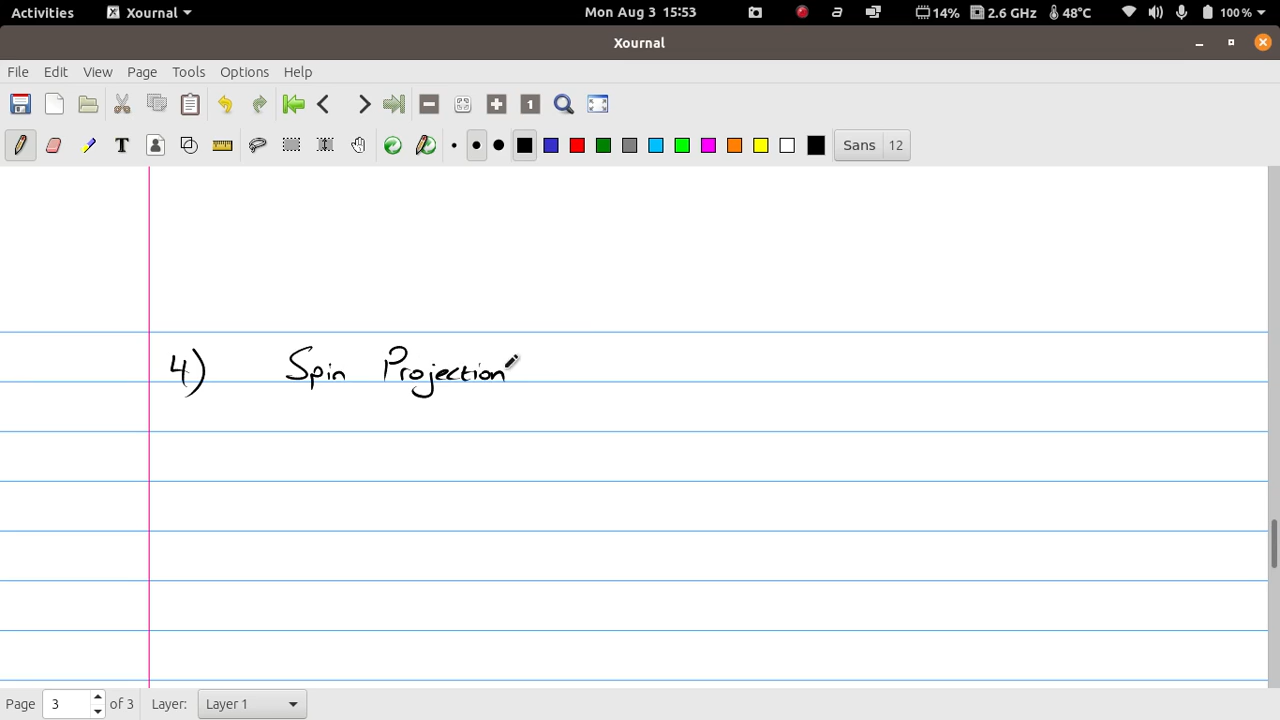 Activities Xournal Mon Aug 3 15:53 a 14% 2.6 GHz 48°C 100 %
Xournal
File Edit View Page Tools Options Help
1
T Sans 12
4) Spin Projection
Page 3 of 3 Layer: Layer 1